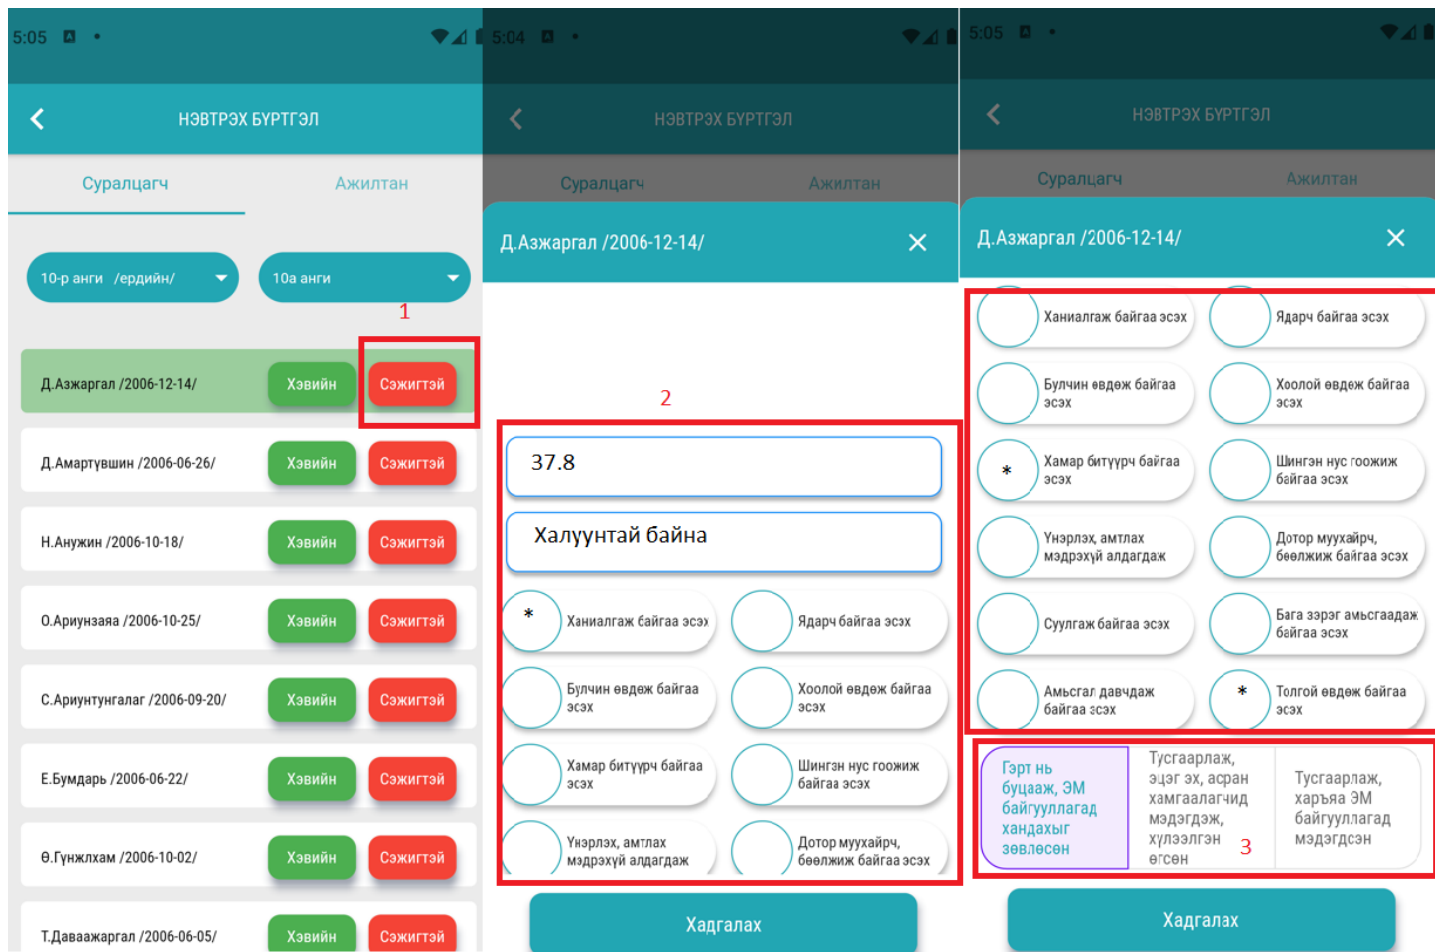 5:05
НЭВТРЭХ БҮРТГЭЛ
Суралцагч
Ажилтан
10-р анги /ердийн/
10а анги
1
Д.Азжаргал /2006-12-14/
Хэвийн
Сэжигтэй
Д.Амартүвшин /2006-06-26/
Хэвийн
Сэжигтэй
Н.Анужин /2006-10-18/
Хэвийн
Сэжигтэй
О.Ариунзаяа /2006-10-25/
Хэвийн
Сэжигтэй
С.Ариунтунгалаг /2006-09-20/
Хэвийн
Сэжигтэй
Е.Бумдарь /2006-06-22/
Хэвийн
Сэжигтэй
Ө.Гүнжлхам /2006-10-02/
Хэвийн
Сэжигтэй
Т.Даваажаргал /2006-06-05/
Хэвийн
Сэжигтэй
5:04
НЭВТРЭХ БҮРТГЭЛ
Суралцагч
Ажилтан
Д.Азжаргал /2006-12-14/
2
37.8
Халуунтай байна
*
Ханиалгаж байгаа эсэх
Ядарч байгаа эсэх
Булчин өвдөж байгаа
эсэх
Хоолой өвдөж байгаа
эсэх
Хамар битүүрч байгаа
эсэх
Шингэн нус гоожиж
байгаа эсэх
Үнэрлэх, амтлах
мэдрэхүй алдагдаж
Дотор муухайрч,
бөөлжиж байгаа эсэх
Хадгалах
5:05
НЭВТРЭХ БҮРТГЭЛ
Суралцагч
Ажилтан
Д.Азжаргал /2006-12-14/
Ханиалгаж байгаа эсэх
Ядарч байгаа эсэх
Булчин өвдөж байгаа
эсэх
Хоолой өвдөж байгаа
эсэх
*
Хамар битүүрч байгаа
эсэх
Шингэн нус гоожиж
байгаа эсэх
Үнэрлэх, амтлах
мэдрэхүй алдагдаж
Дотор муухайрч,
бөөлжиж байгаа эсэх
Суулгаж байгаа эсэх
Бага зэрэг амьсгаадаж
байгаа эсэх
Амьсгал давчдаж
байгаа эсэх
*
Толгой өвдөж байгаа
эсэх
Гэрт нь
буцааж, ЭМ
байгууллагад
хандахыг
зөвлөсөн
Тусгаарлаж,
эцэг эх, асран
хамгаалагчид
мэдэгдэж,
хүлээлгэн
өгсөн
3
Тусгаарлаж,
харъяа ЭМ
байгууллагад
мэдэгдсэн
Хадгалах